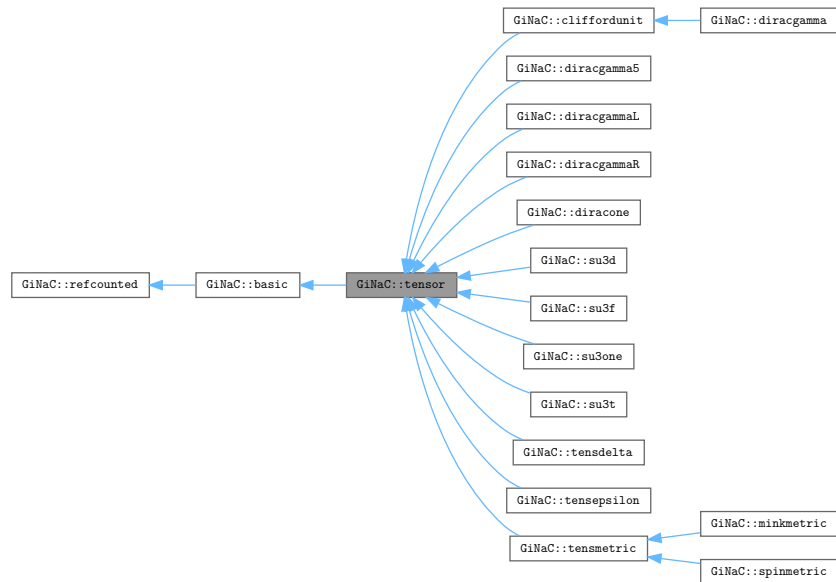 GiNaC::cliffordunit
GiNaC::diracgamma
GiNaC::diracgamma5
GiNaC::diracgammaL
GiNaC::diracgammaR
GiNaC::diracone
GiNaC::su3d
GiNaC::refcounted
GiNaC::basic
GiNaC::tensor
GiNaC::su3f
GiNaC::su3one
GiNaC::su3t
GiNaC::tensdelta
GiNaC::tensepsilon
GiNaC::minkmetric
GiNaC::tensmetric
GiNaC::spinmetric